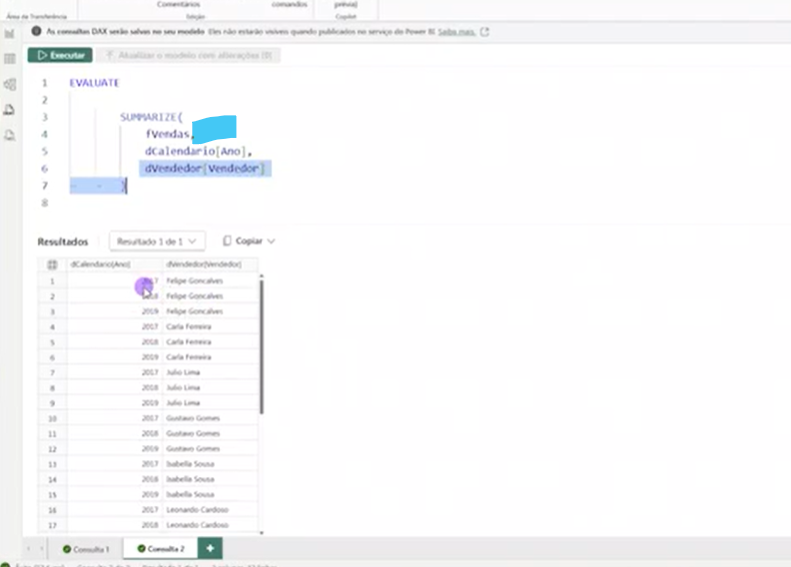 Comentários
comandos
prévia)
Área de Transferência
Edição
Copilot
As consultas DAX serão salvas no seu modelo Eles não estarão visíveis quando publicados no serviço do Power BI Saiba mais.
Executar
Atualizar o modelo com alterações (0)
1 EVALUATE
2
3 SUMMARIZE(
4 fVendas,
5 dCalendario[Ano],
6 dVendedor[Vendedor]
7 )
8
Resultados Resultado 1 de 1 Copiar
dCalendario[Ano] dVendedor[Vendedor]
1 2017 Felipe Goncalves
2 2018 Felipe Goncalves
3 2019 Felipe Goncalves
4 2017 Carla Ferreira
5 2018 Carla Ferreira
6 2019 Carla Ferreira
7 2017 Julio Lima
8 2018 Julio Lima
9 2019 Julio Lima
10 2017 Gustavo Gomes
11 2018 Gustavo Gomes
12 2019 Gustavo Gomes
13 2017 Isabella Sousa
14 2018 Isabella Sousa
15 2019 Isabella Sousa
16 2017 Leonardo Cardoso
17 2018 Leonardo Cardoso
Consulta 1 Consulta 2 +